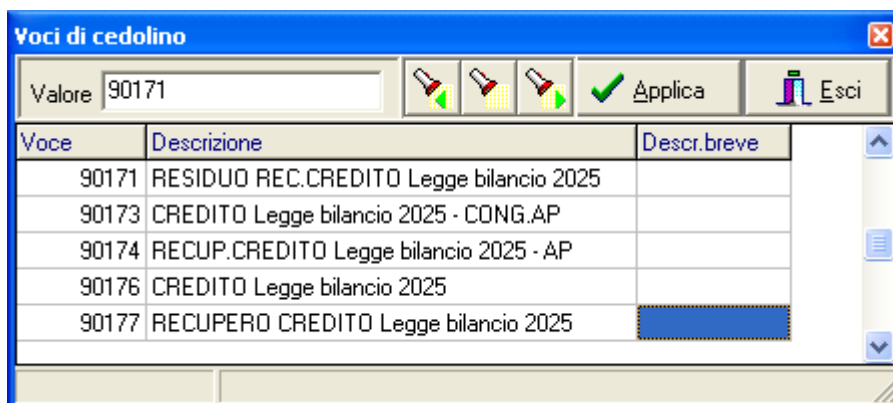 Voci di cedolino
Valore 90171 Applica Esci
Voce Descrizione Descr.breve
90171 RESIDUO REC.CREDITO Legge bilancio 2025
90173 CREDITO Legge bilancio 2025 - CONG.AP
90174 RECUP.CREDITO Legge bilancio 2025 - AP
90176 CREDITO Legge bilancio 2025
90177 RECUPERO CREDITO Legge bilancio 2025